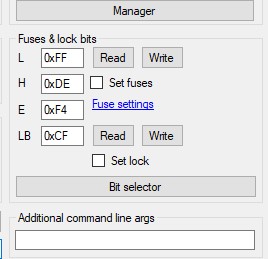 Manager
Fuses & lock bits
L 0xFF Read Write
H 0xDE Set fuses
E 0xF4 Fuse settings
LB 0xCF Read Write
Set lock
Bit selector
Additional command line args